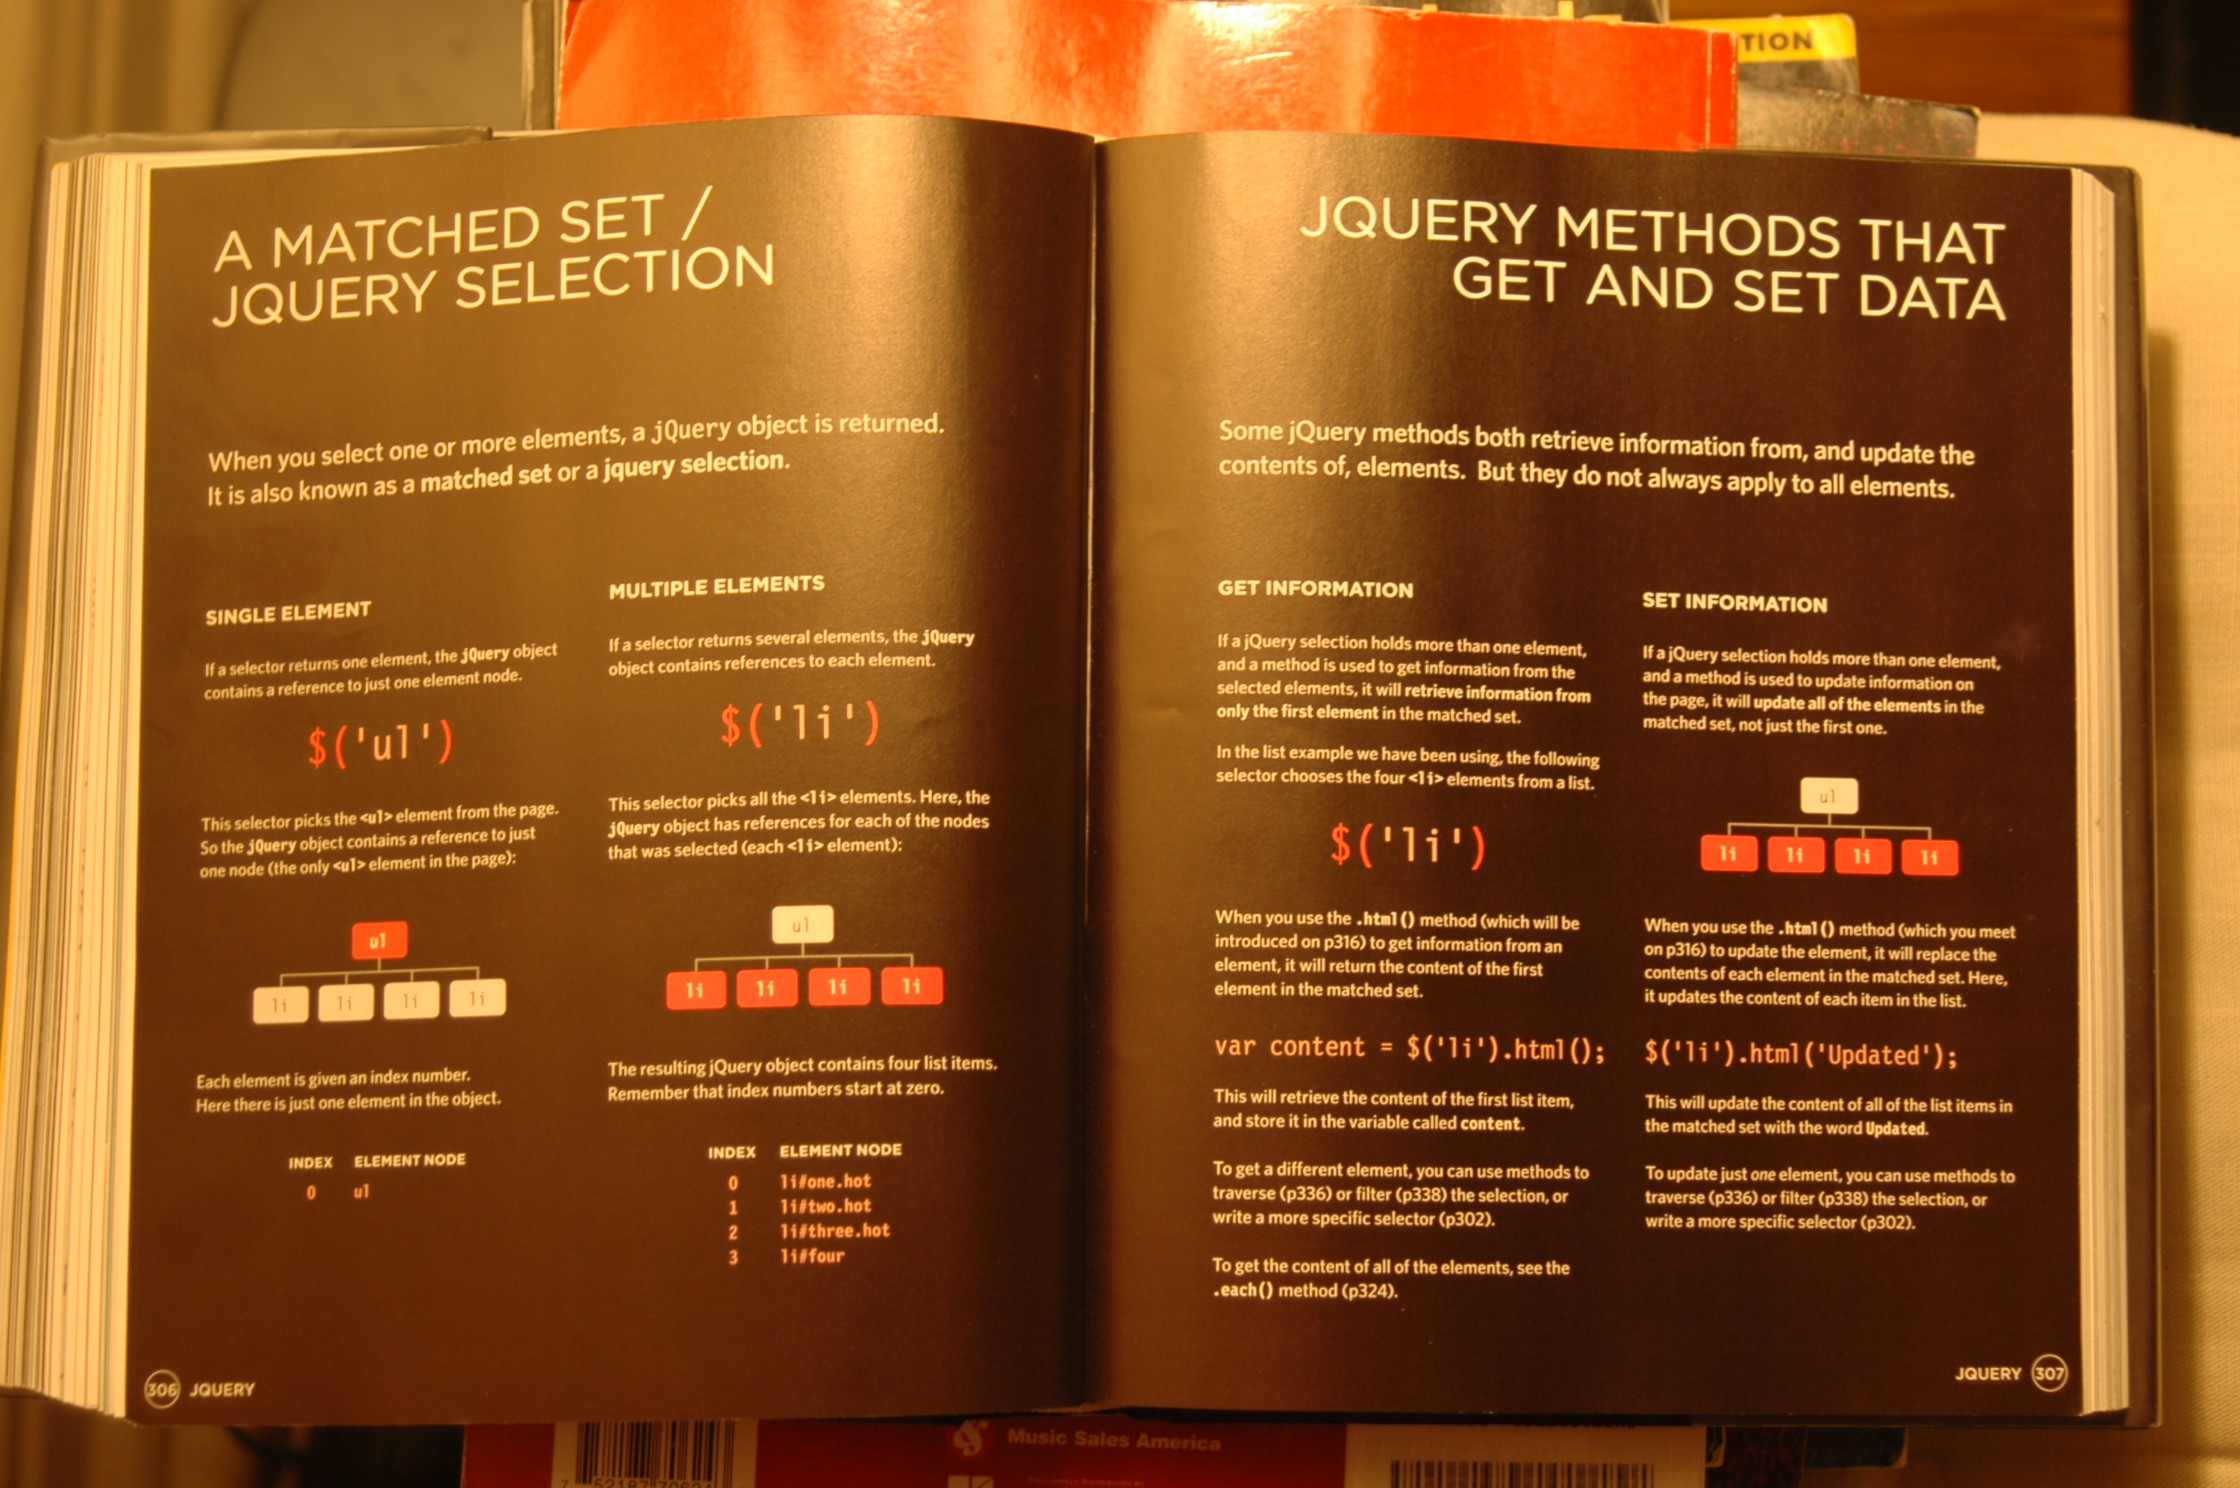 TION
A MATCHED SET /
JQUERY SELECTION
When you select one or more elements, a jQuery object is returned.
It is also known as a matched set or a jquery selection.
SINGLE ELEMENT
If a selector returns one element, the jQuery object
contains a reference to just one element node.
$('ul')
This selector picks the <ul> element from the page.
So the jQuery object contains a reference to just
one node (the only <ul> element in the page):
ul
li li li li
Each element is given an index number.
Here there is just one element in the object.
INDEX ELEMENT NODE
0 ul
MULTIPLE ELEMENTS
If a selector returns several elements, the jQuery
object contains references to each element.
$('li')
This selector picks all the <li> elements. Here, the
jQuery object has references for each of the nodes
that was selected (each <li> element):
ul
li li li li
The resulting jQuery object contains four list items.
Remember that index numbers start at zero.
INDEX ELEMENT NODE
0 li#one.hot
1 li#two.hot
2 li#three.hot
3 li#four
306 JQUERY
JQUERY METHODS THAT
GET AND SET DATA
Some jQuery methods both retrieve information from, and update the
contents of, elements. But they do not always apply to all elements.
GET INFORMATION
If a jQuery selection holds more than one element,
and a method is used to get information from the
selected elements, it will retrieve information from
only the first element in the matched set.
In the list example we have been using, the following
selector chooses the four <li> elements from a list.
$('li')
When you use the .html() method (which will be
introduced on p316) to get information from an
element, it will return the content of the first
element in the matched set.
var content = $('li').html();
This will retrieve the content of the first list item,
and store it in the variable called content.
To get a different element, you can use methods to
traverse (p336) or filter (p338) the selection, or
write a more specific selector (p302).
To get the content of all of the elements, see the
.each() method (p324).
SET INFORMATION
If a jQuery selection holds more than one element,
and a method is used to update information on
the page, it will update all of the elements in the
matched set, not just the first one.
ul
li li li li
When you use the .html() method (which you meet
on p316) to update the element, it will replace the
contents of each element in the matched set. Here,
it updates the content of each item in the list.
$('li').html('Updated');
This will update the content of all of the list items in
the matched set with the word Updated.
To update just one element, you can use methods to
traverse (p336) or filter (p338) the selection, or
write a more specific selector (p302).
JQUERY 307
Music Sales America